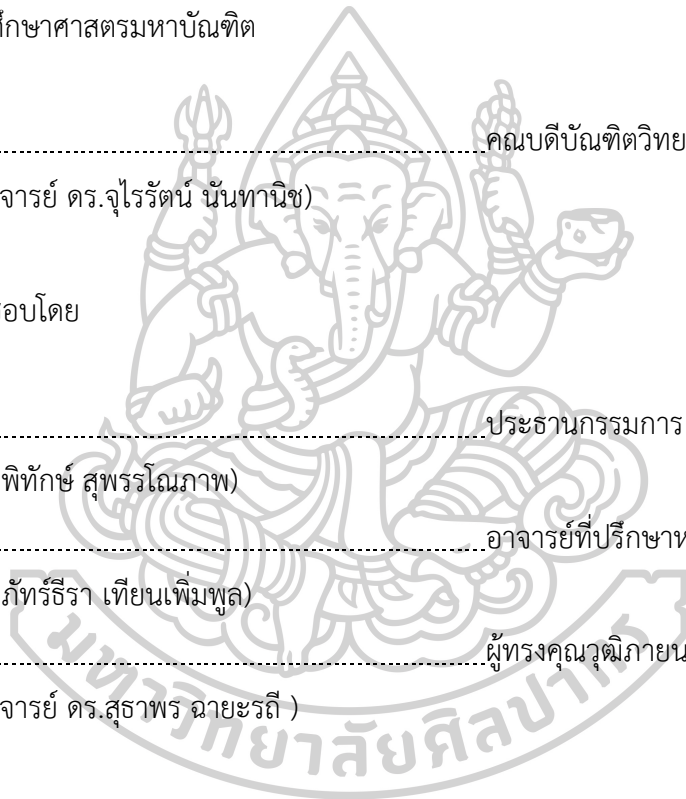 ศึกษาศาสตรมหาบัณฑิต
คณบดีบัณฑิตวิทย
จารย์ ดร.จุไรรัตน์ นันทานิช)
อบโดย
ประธานกรรมการ
พิทักษ์ สุพรรโณภาพ)
อาจารย์ที่ปรึกษาห
ภัทร์ธีรา เทียนเพิ่มพูล)
ผู้ทรงคุณวุฒิภายน
จารย์ ดร.สุธาพร ฉายะรถี )
มหาวิทยาลัยศิลปากร